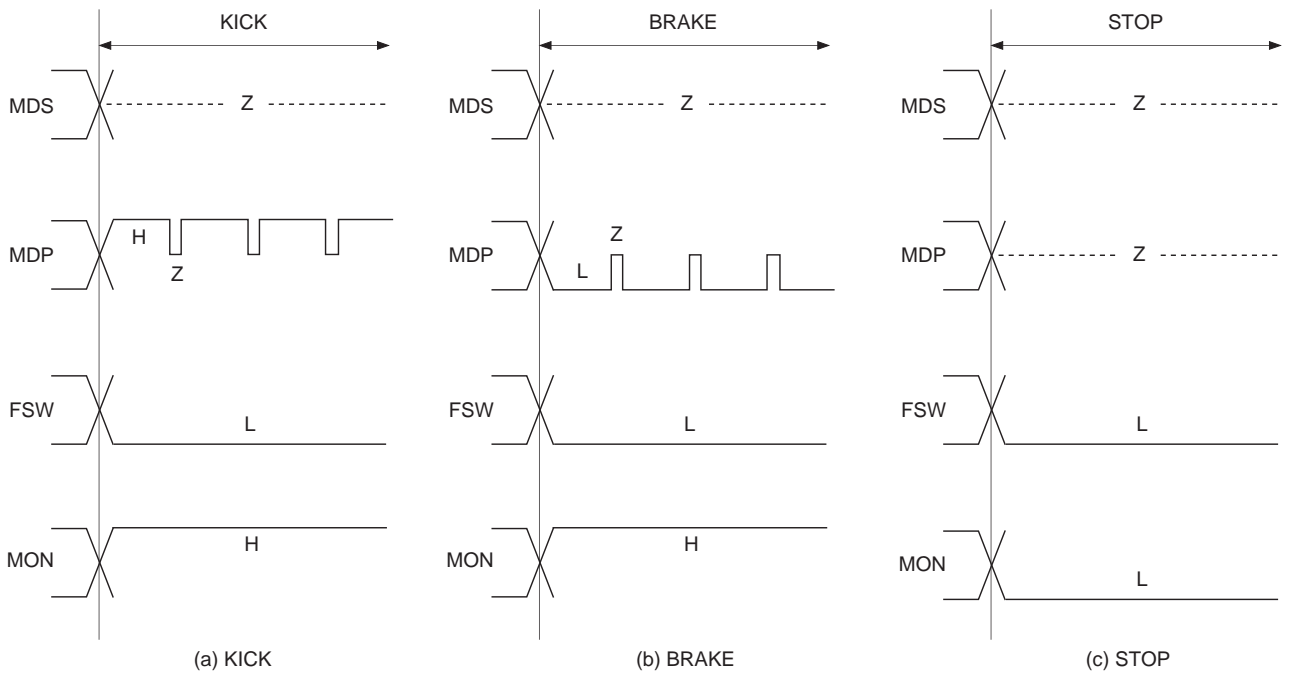 KICK
MDS
Z
MDP
H
Z
FSW
L
MON
H
(a) KICK
BRAKE
MDS
Z
MDP
Z
L
FSW
L
MON
H
(b) BRAKE
STOP
MDS
Z
MDP
Z
FSW
L
MON
L
(c) STOP